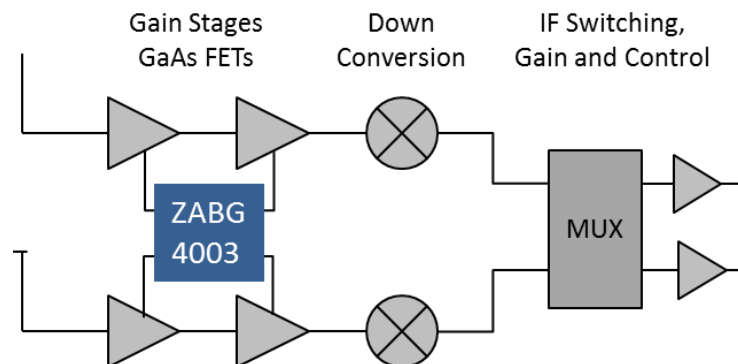 Gain Stages
GaAs FETs
Down
Conversion
IF Switching,
Gain and Control
ZABG
4003
MUX